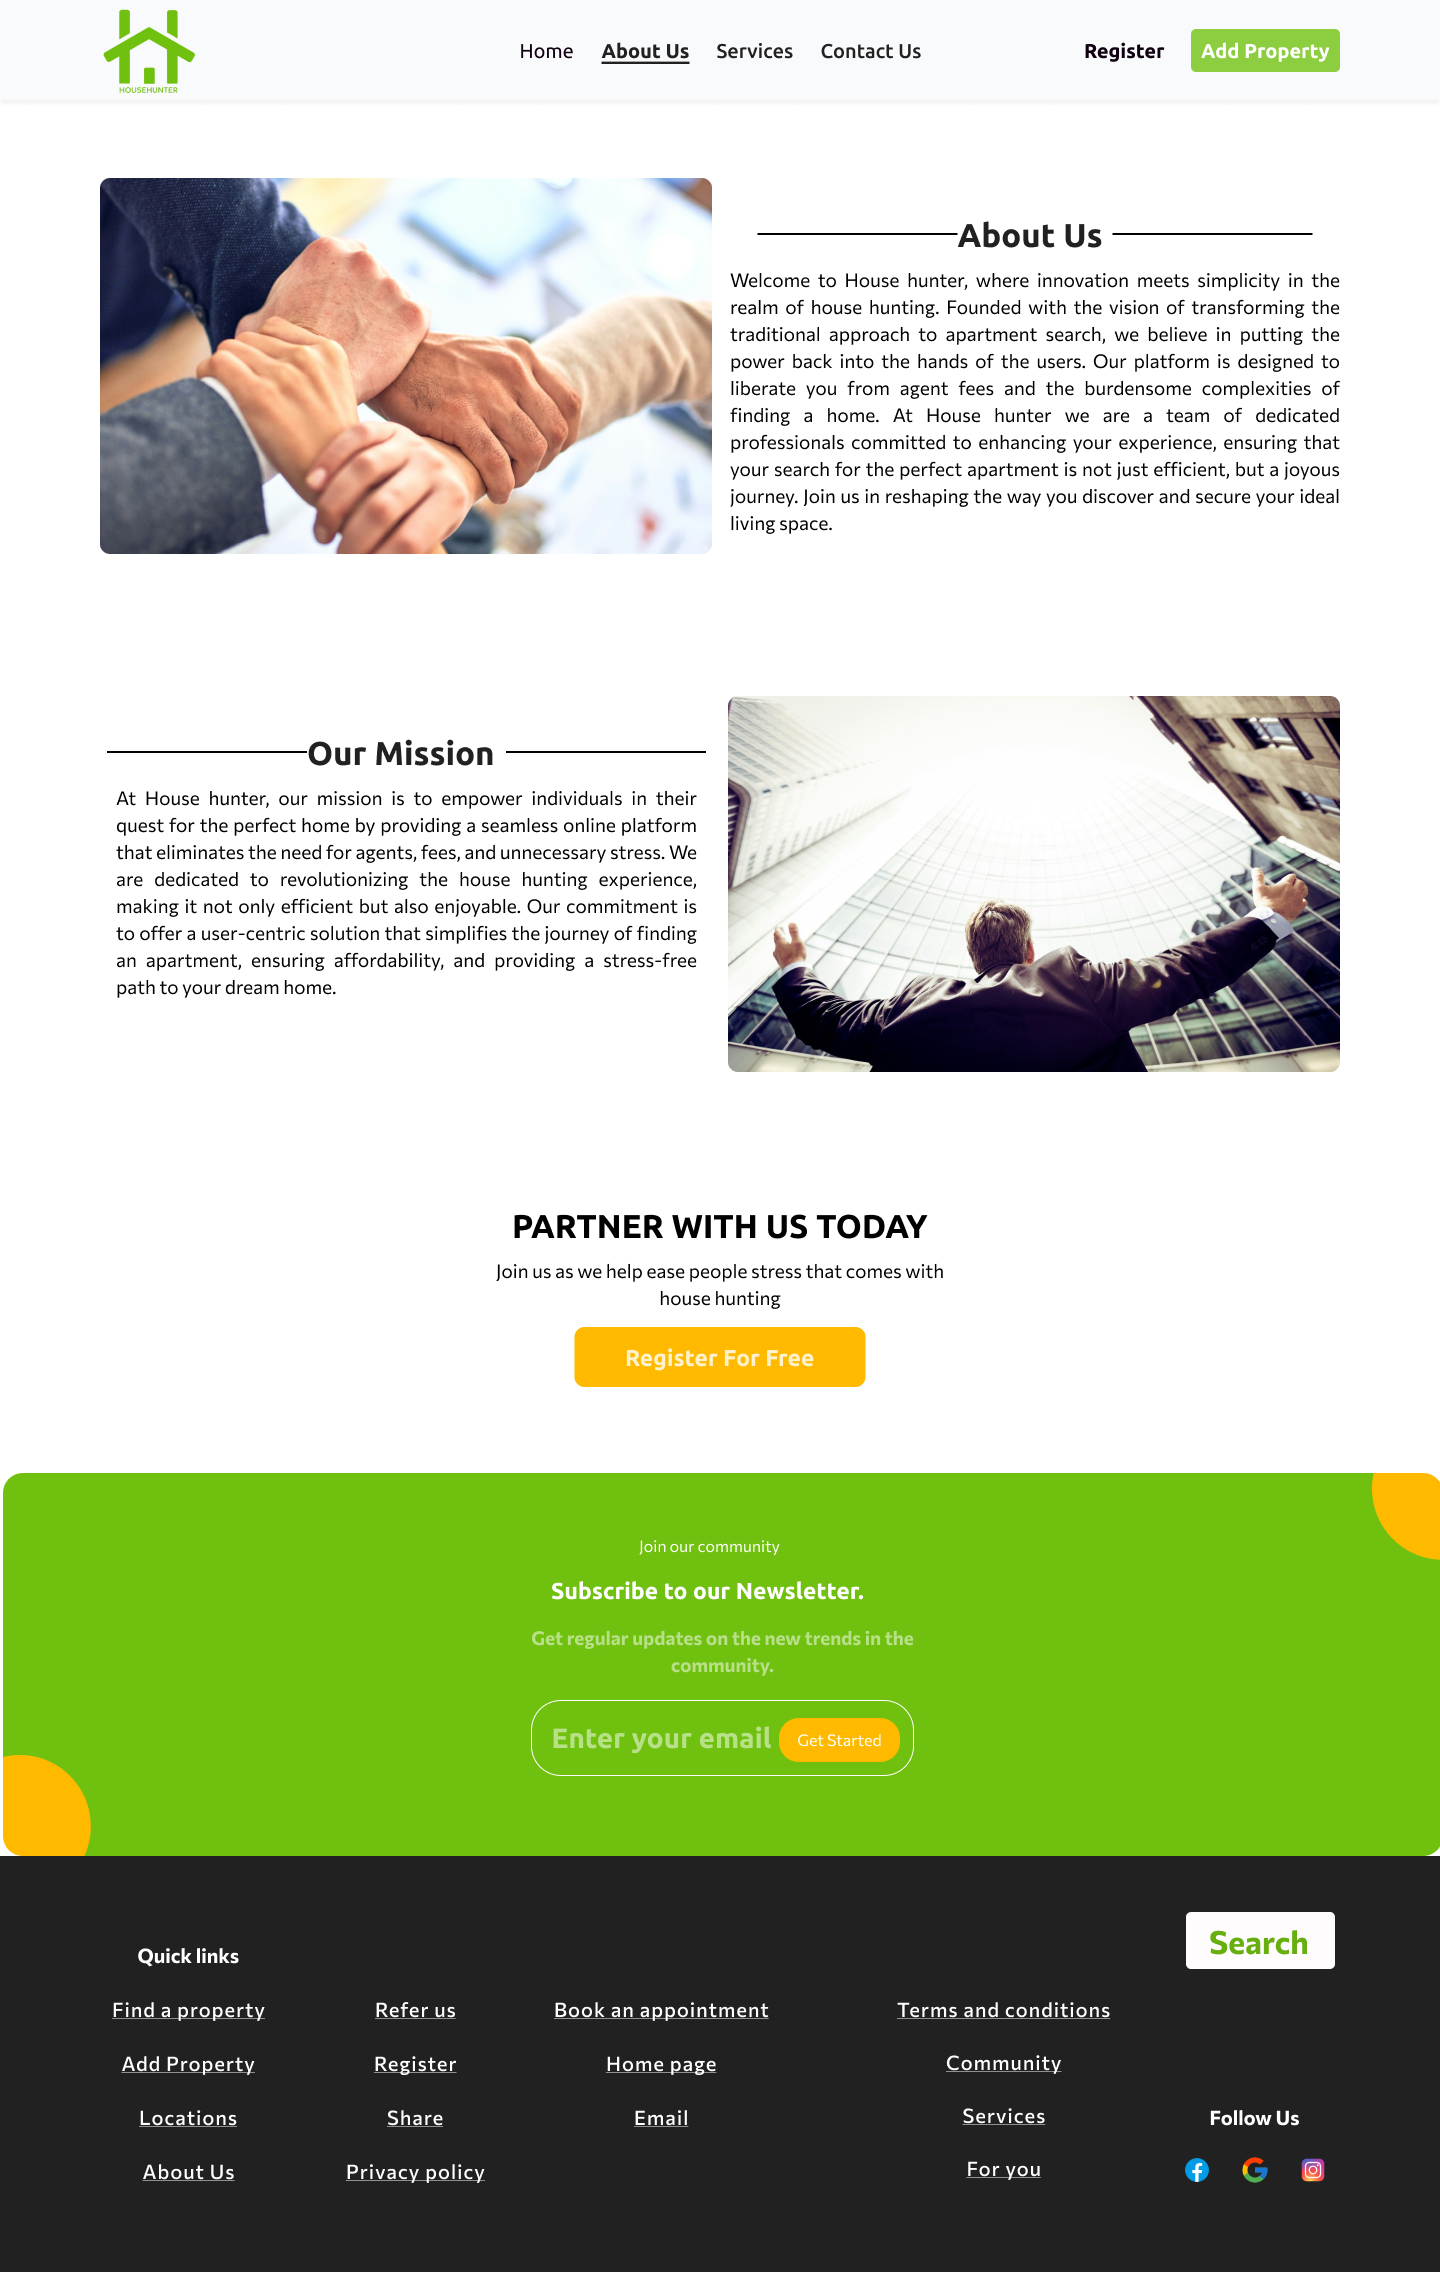 HOUSEHUNTER
Home About Us Services Contact Us Register Add Property
About Us
Welcome to House hunter, where innovation meets simplicity in the
realm of house hunting. Founded with the vision of transforming the
traditional approach to apartment search, we believe in putting the
power back into the hands of the users. Our platform is designed to
liberate you from agent fees and the burdensome complexities of
finding a home. At House hunter we are a team of dedicated
professionals committed to enhancing your experience, ensuring that
your search for the perfect apartment is not just efficient, but a joyous
journey. Join us in reshaping the way you discover and secure your ideal
living space.
Our Mission
At House hunter, our mission is to empower individuals in their
quest for the perfect home by providing a seamless online platform
that eliminates the need for agents, fees, and unnecessary stress. We
are dedicated to revolutionizing the house hunting experience,
making it not only efficient but also enjoyable. Our commitment is
to offer a user-centric solution that simplifies the journey of finding
an apartment, ensuring affordability, and providing a stress-free
path to your dream home.
PARTNER WITH US TODAY
Join us as we help ease people stress that comes with
house hunting
Register For Free
Join our community
Subscribe to our Newsletter.
Get regular updates on the new trends in the
community.
Enter your email Get Started
Search
Quick links
Find a property Refer us Book an appointment Terms and conditions
Add Property Register Home page Community
Locations Share Email Services Follow Us
About Us Privacy policy For you